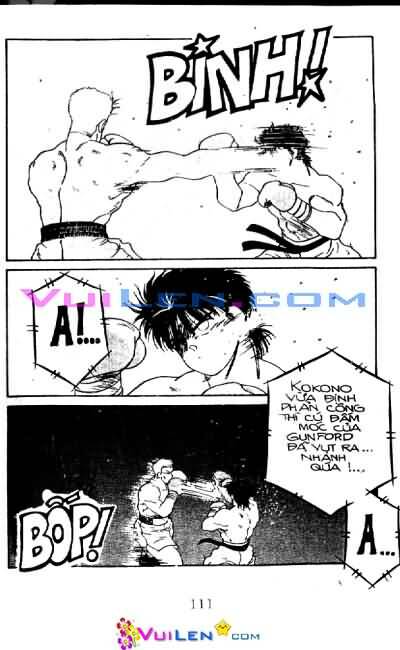 BINH!
VUILEN.COM
A!....
KOKONO
VỪA ĐỊNH
PHẢN CÔNG
THÌ CÚ ĐẤM
MÓC CỦA
GUNFORD
ĐÃ VỤT RA...
NHANH
QUÁ!...
BỐP!
A...
111
VUILEN.COM